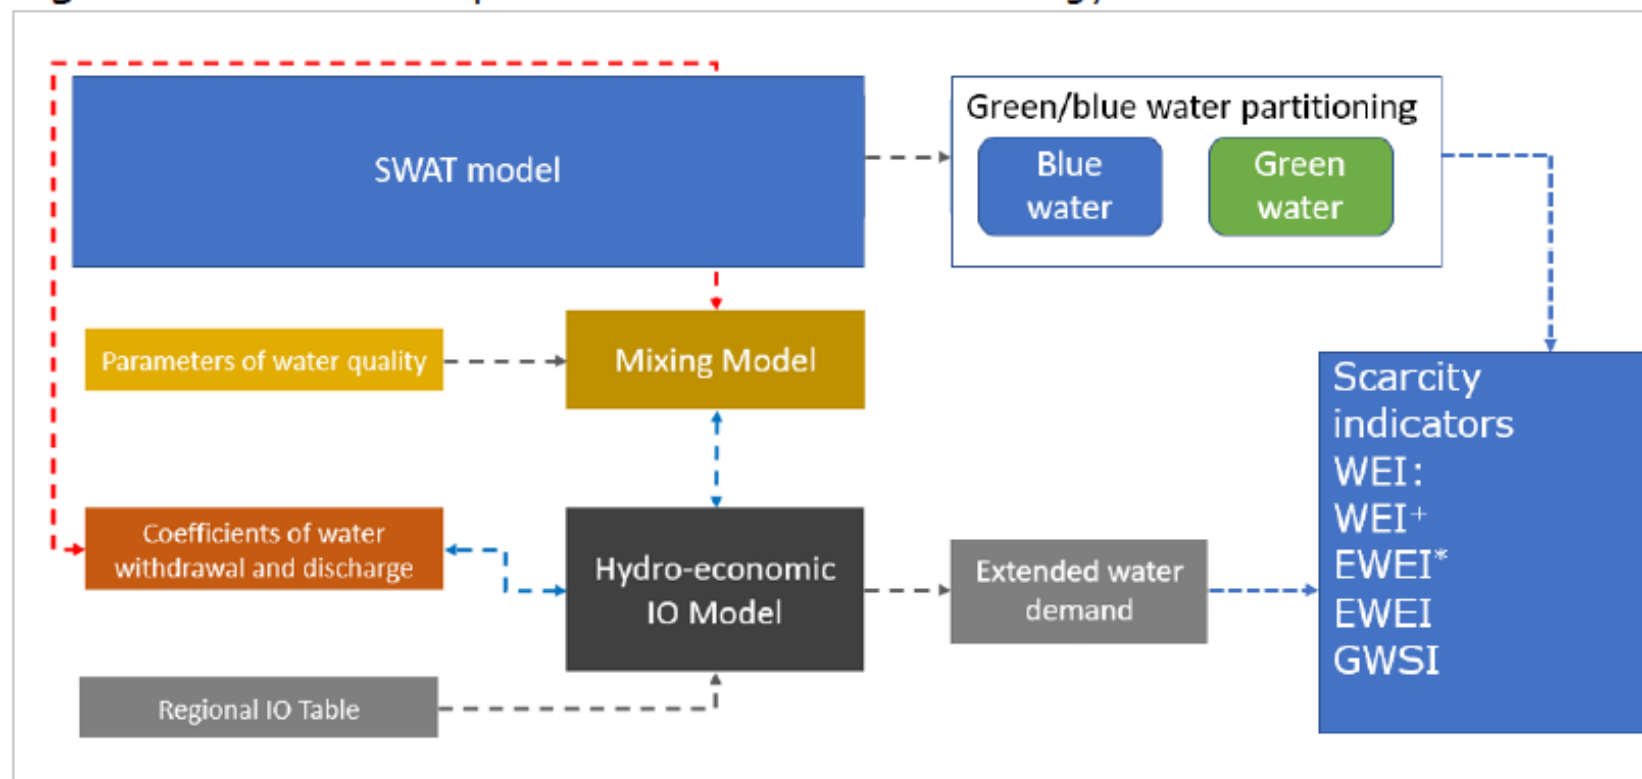 SWAT model
Green/blue water partitioning
Blue
water
Green
water
Parameters of water quality
Mixing Model
Coefficients of water
withdrawal and discharge
Hydro-economic
IO Model
Extended water
demand
Regional IO Table
Scarcity
indicators
WEI:
WEI⁺
EWEI*
EWEI
GWSI